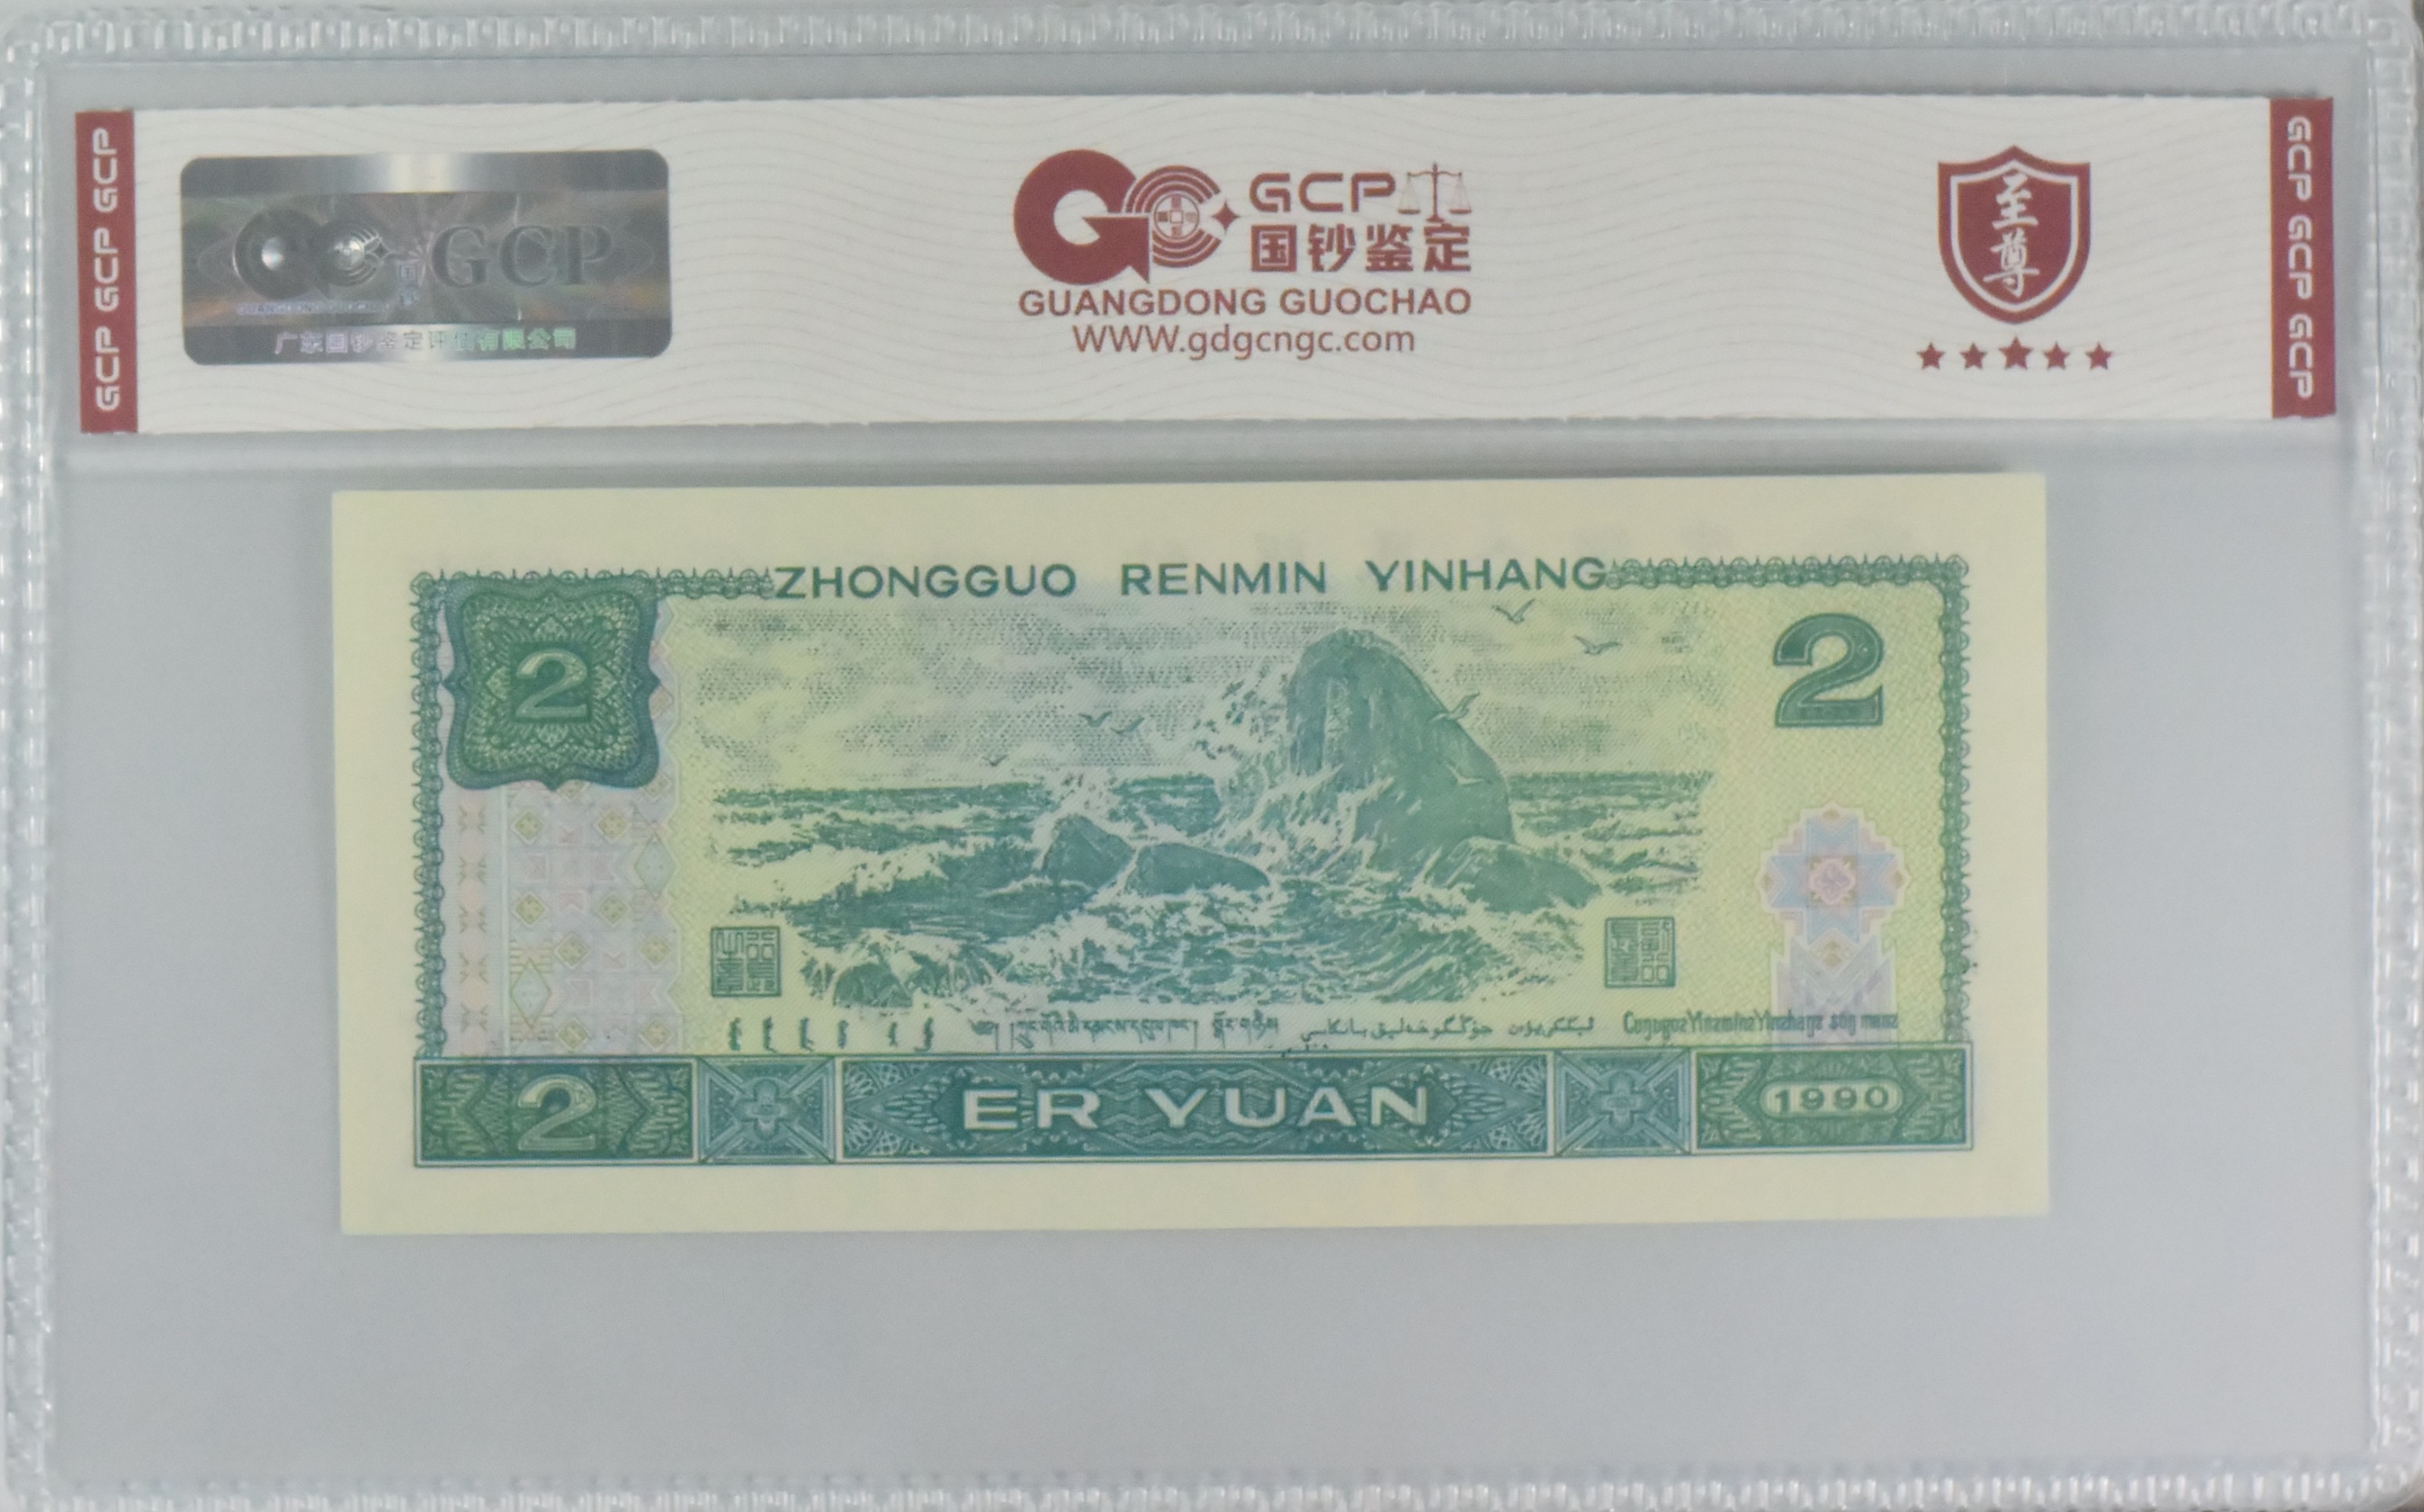 GCP GCP GCP
GCP
广东国钞鉴定评估有限公司
GCP
国钞鉴定
GUANGDONG GUOCHAO
WWW.gdgcngc.com
至尊
GCP GCP GCP
ZHONGGUO RENMIN YINHANG
2
2
2
ER YUAN
1990